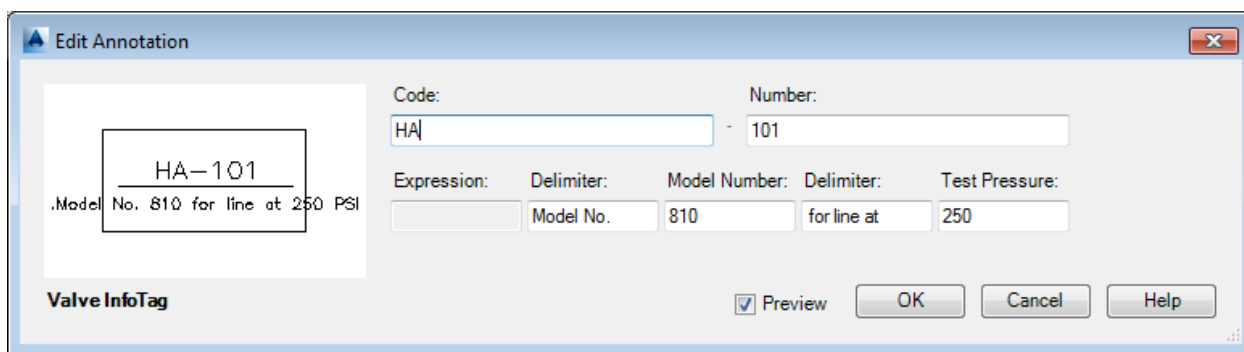 Edit Annotation
Code:
Number:
HA
-
101
HA-101
.Model No. 810 for line at 250 PSI
Expression:
Delimiter:
Model Number:
Delimiter:
Test Pressure:
Model No.
810
for line at
250
Valve InfoTag
Preview
OK
Cancel
Help